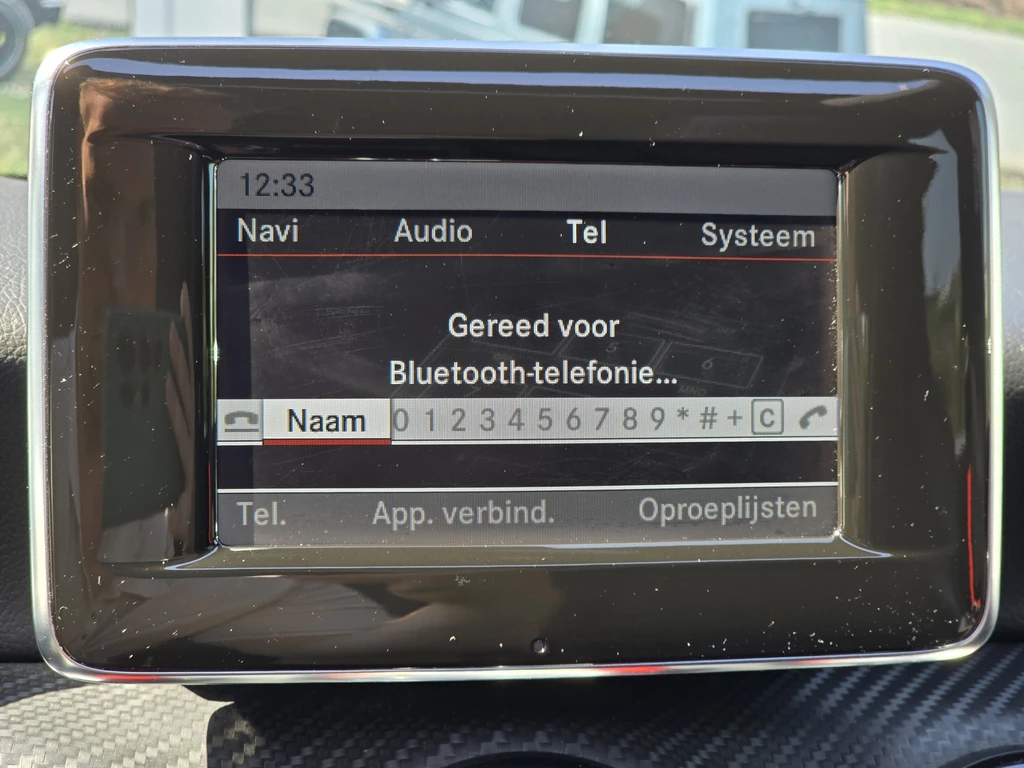 12:33
Navi Audio Tel Systeem
Gereed voor
Bluetooth-telefonie...
Naam 0 1 2 3 4 5 6 7 8 9 * # + C
Tel. App. verbind. Oproeplijsten